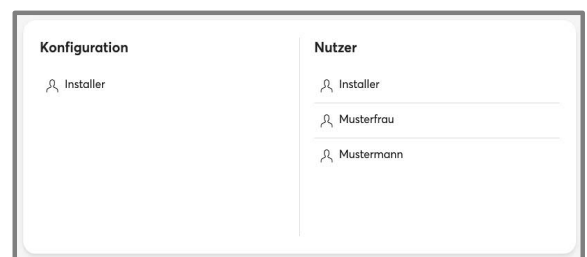 Konfiguration
Installer
Nutzer
Installer
Musterfrau
Mustermann